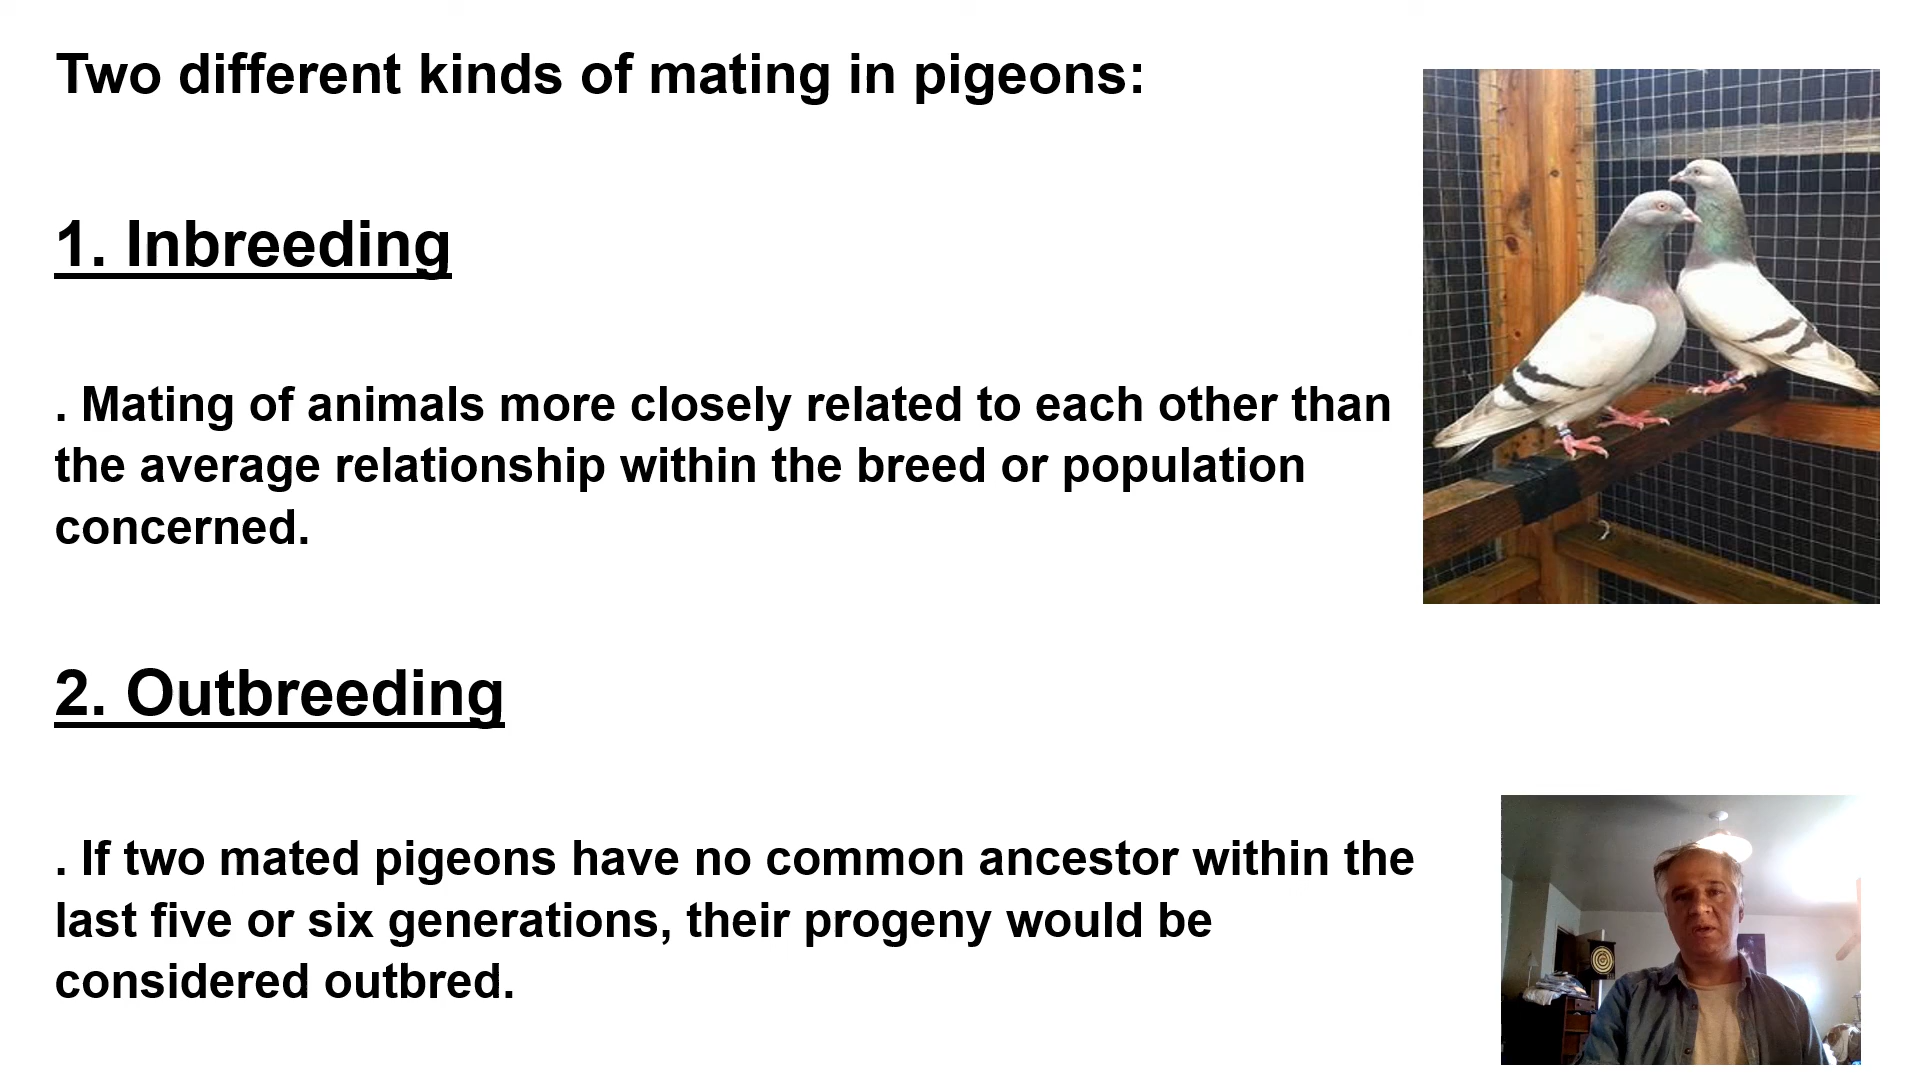 Two different kinds of mating in pigeons:
1. Inbreeding
. Mating of animals more closely related to each other than
the average relationship within the breed or population
concerned.
2. Outbreeding
. If two mated pigeons have no common ancestor within the
last five or six generations, their progeny would be
considered outbred.